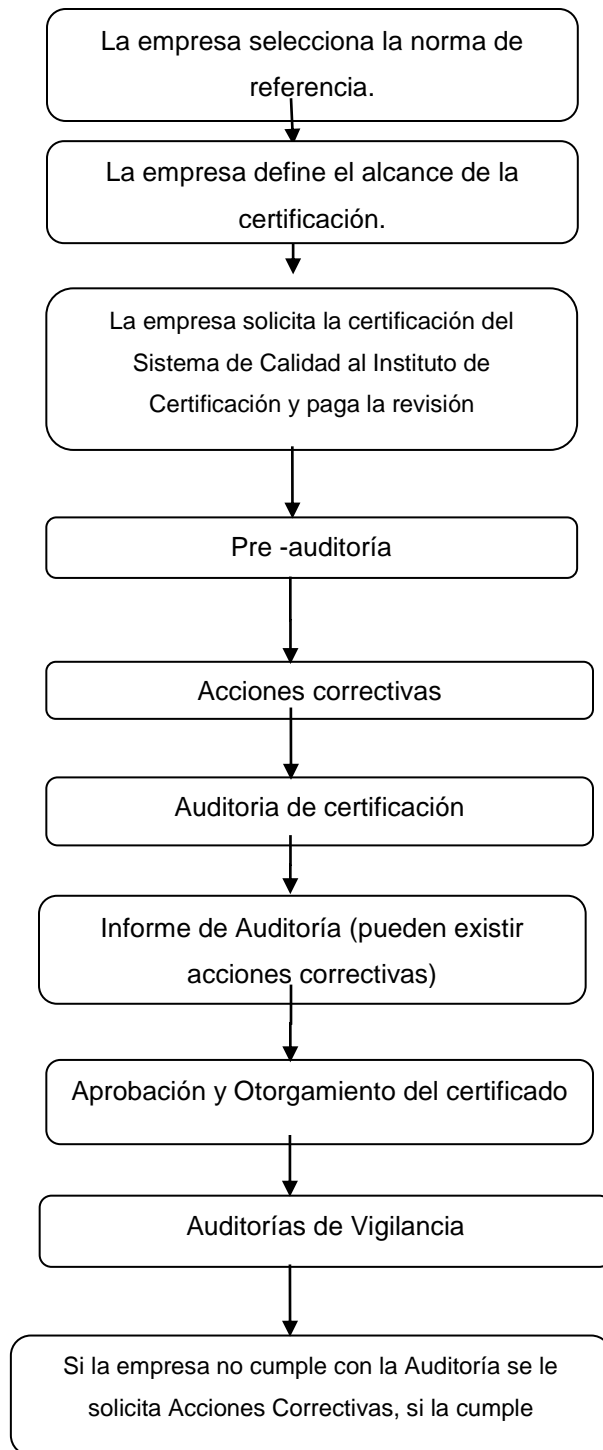 La empresa selecciona la norma de
referencia.
La empresa define el alcance de la
certificación.
La empresa solicita la certificación del
Sistema de Calidad al Instituto de
Certificación y paga la revisión
Pre -auditoría
Acciones correctivas
Auditoria de certificación
Informe de Auditoría (pueden existir
acciones correctivas)
Aprobación y Otorgamiento del certificado
Auditorías de Vigilancia
Si la empresa no cumple con la Auditoría se le
solicita Acciones Correctivas, si la cumple